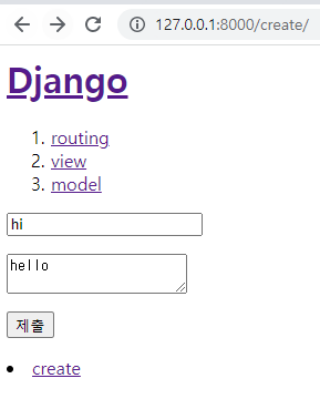 127.0.0.1:8000/create/
Django
1. routing
2. view
3. model
hi
hello
제출
create